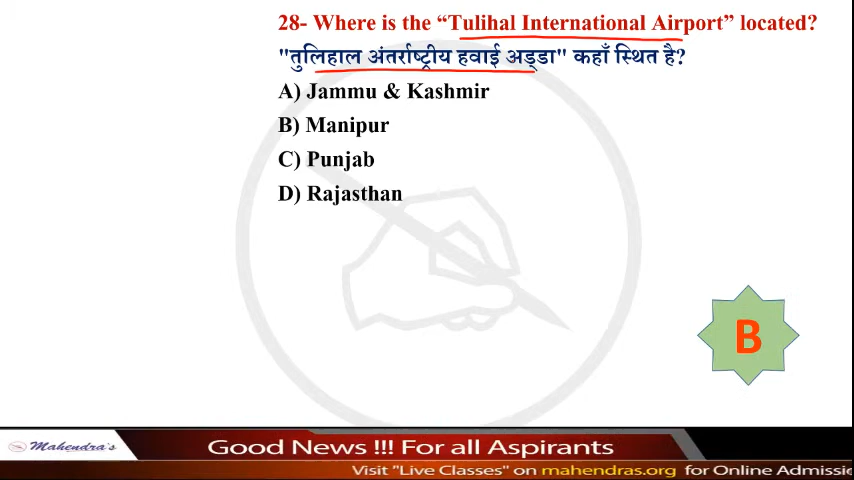 28- Where is the “Tulihal International Airport” located?
"तुलिहाल अंतर्राष्ट्रीय हवाई अड्डा" कहाँ स्थित है?
A) Jammu & Kashmir
B) Manipur
C) Punjab
D) Rajasthan
B
Mahendra's
Good News !!! For all Aspirants
Visit "Live Classes" on mahendras.org for Online Admissio